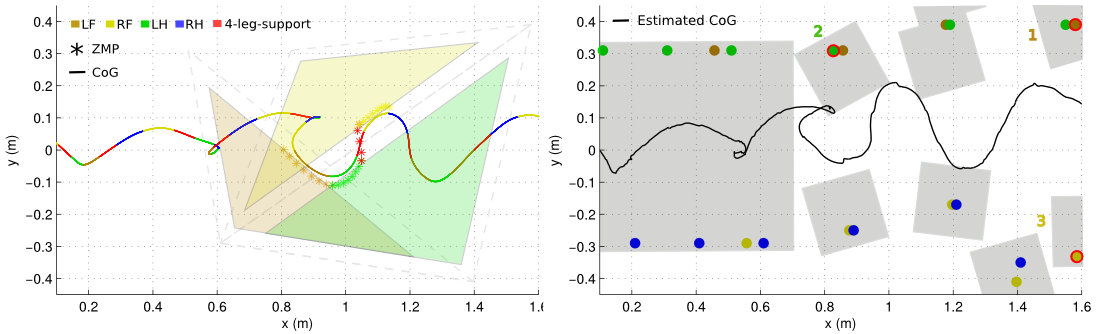 LF RF LH RH 4-leg-support
ZMP
CoG
y (m)
0.4
0.3
0.2
0.1
0
−0.1
−0.2
−0.3
−0.4
0.2 0.4 0.6 0.8 1 1.2 1.4 1.6
x (m)
Estimated CoG
2
1
3
y (m)
0.4
0.3
0.2
0.1
0
−0.1
−0.2
−0.3
−0.4
0.2 0.4 0.6 0.8 1 1.2 1.4 1.6
x (m)